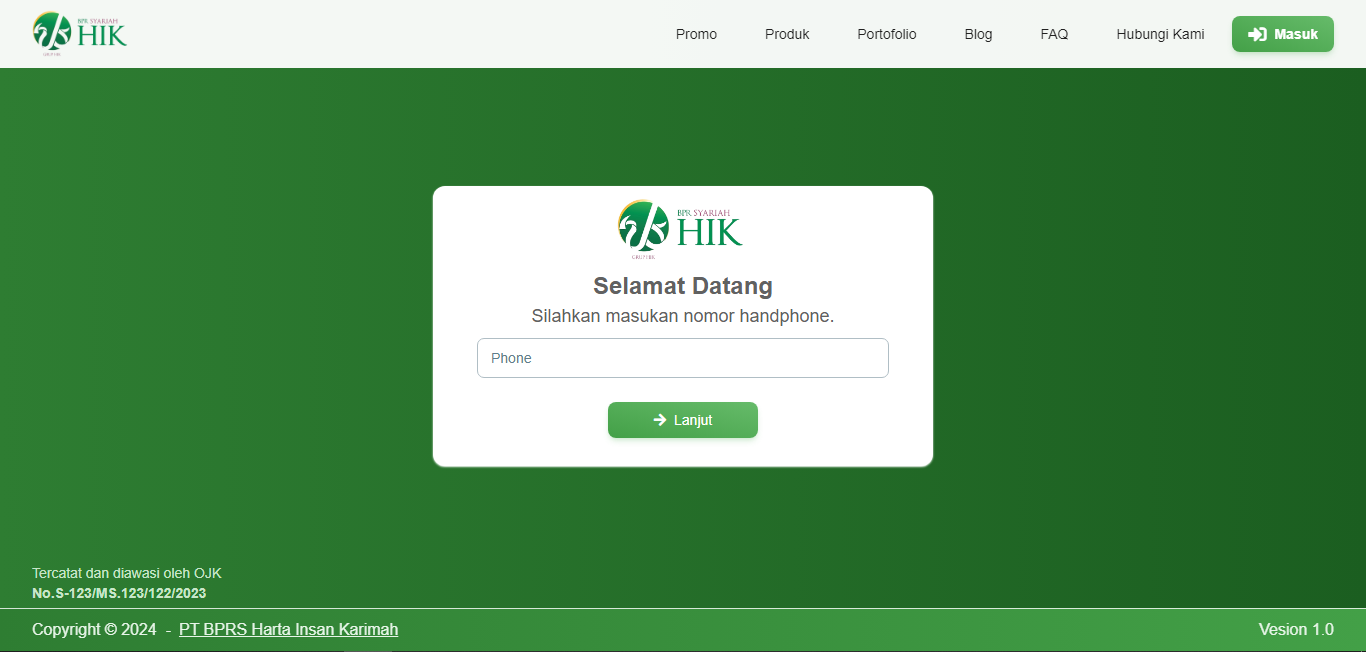 BPR SYARIAH
HIK
Promo
Produk
Portofolio
Blog
FAQ
Hubungi Kami
Masuk
BPR SYARIAH
HIK
Selamat Datang
Silahkan masukan nomor handphone.
Phone
Lanjut
Tercatat dan diawasi oleh OJK
No.S-123/MS.123/122/2023
Copyright © 2024 - PT BPRS Harta Insan Karimah
Vesion 1.0